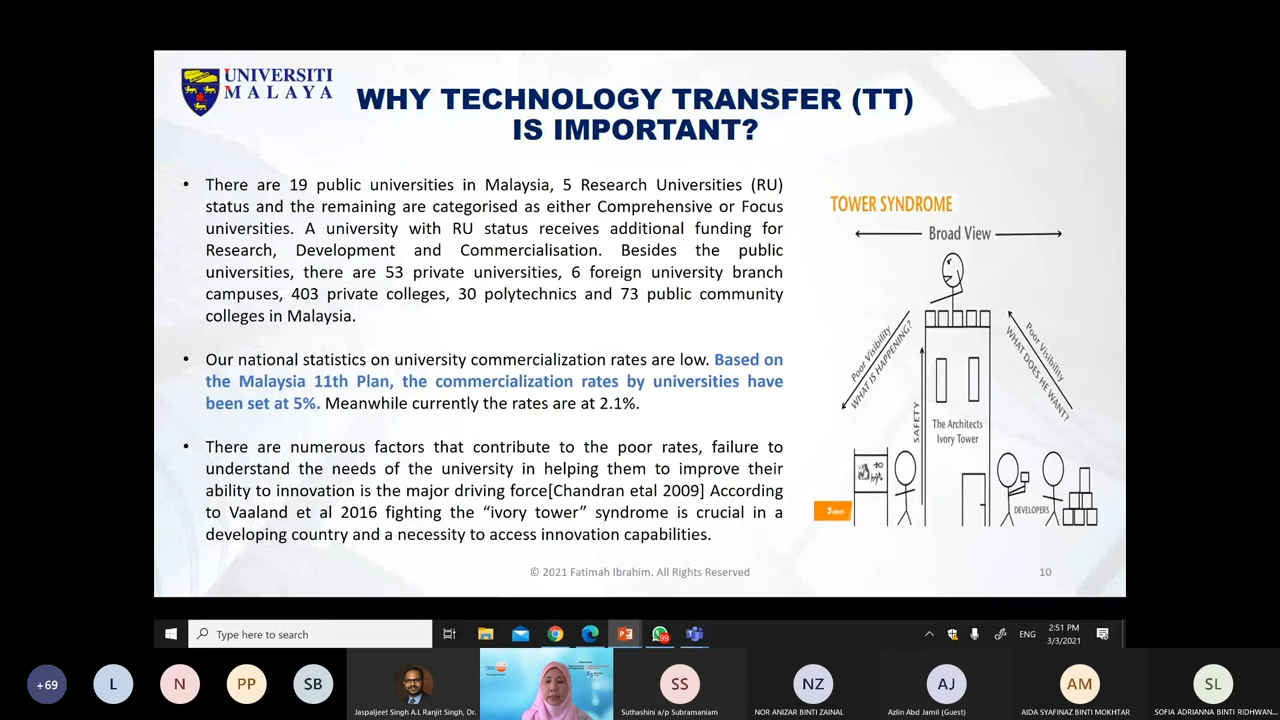 UNIVERSITI
MALAYA
WHY TECHNOLOGY TRANSFER (TT)
IS IMPORTANT?
• There are 19 public universities in Malaysia, 5 Research Universities (RU)
status and the remaining are categorised as either Comprehensive or Focus
universities. A university with RU status receives additional funding for
Research, Development and Commercialisation. Besides the public
universities, there are 53 private universities, 6 foreign university branch
campuses, 403 private colleges, 30 polytechnics and 73 public community
colleges in Malaysia.
• Our national statistics on university commercialization rates are low. Based on
the Malaysia 11th Plan, the commercialization rates by universities have
been set at 5%. Meanwhile currently the rates are at 2.1%.
• There are numerous factors that contribute to the poor rates, failure to
understand the needs of the university in helping them to improve their
ability to innovation is the major driving force[Chandran etal 2009] According
to Vaaland et al 2016 fighting the “ivory tower” syndrome is crucial in a
developing country and a necessity to access innovation capabilities.
TOWER SYNDROME
Broad View
Poor Visibility
WHAT IS HAPPENING?
Poor Visibility
WHAT DOES HE WANT?
SAFETY
The Architects
Ivory Tower
DEVELOPERS
© 2021 Fatimah Ibrahim. All Rights Reserved
10
Type here to search
99
ENG
2:51 PM
3/3/2021
+69
L
N
PP
SB
SS
NZ
AJ
AM
SL
Jaspaljeet Singh A.L Ranjit Singh, Dr.
Suthashini a/p Subramaniam
NOR ANIZAR BINTI ZAINAL
Azlin Abd Jamil (Guest)
AIDA SYAFINAZ BINTI MOKHTAR
SOFIA ADRIANNA BINTI RIDHWAN...